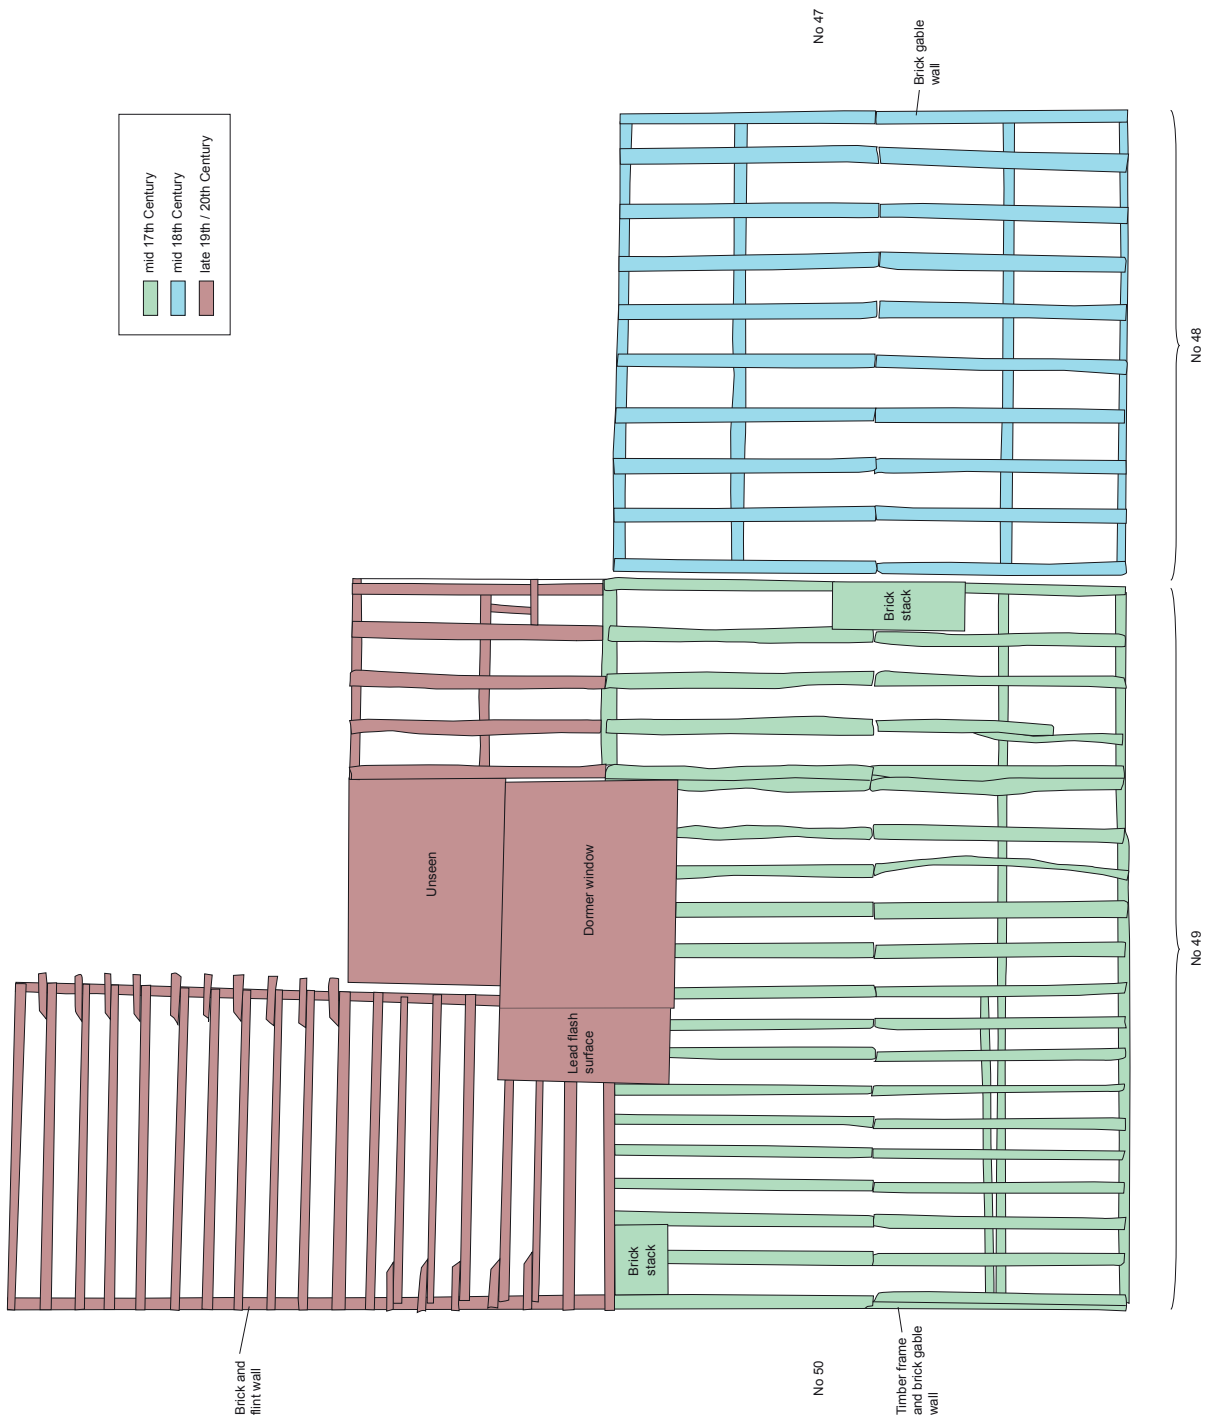 mid 17th Century
mid 18th Century
late 19th / 20th Century
No 47
Brick gable
wall
No 48
Brick
stack
Unseen
Dormer window
Lead flash
surface
No 49
Brick
stack
Brick and
flint wall
No 50
Timber frame
and brick gable
wall